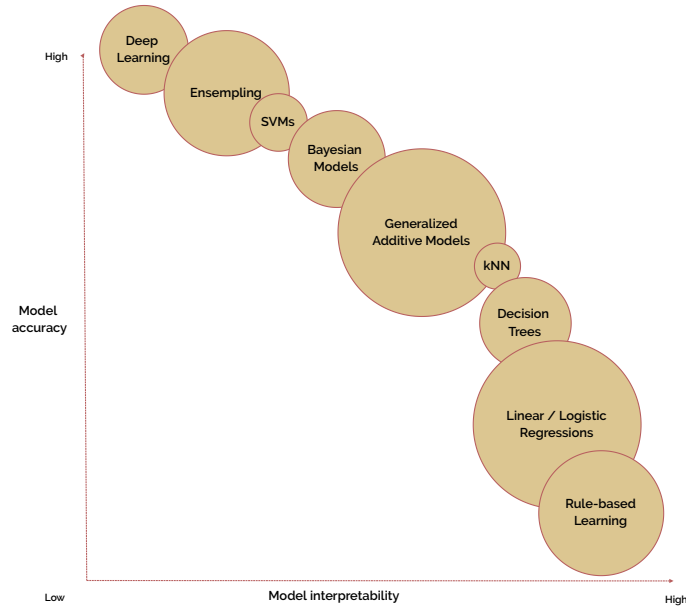 Deep
Learning
High
Ensempling
SVMs
Bayesian
Models
Generalized
Additive Models
kNN
Decision
Trees
Model
accuracy
Linear / Logistic
Regressions
Rule-based
Learning
Low
Model interpretability
High